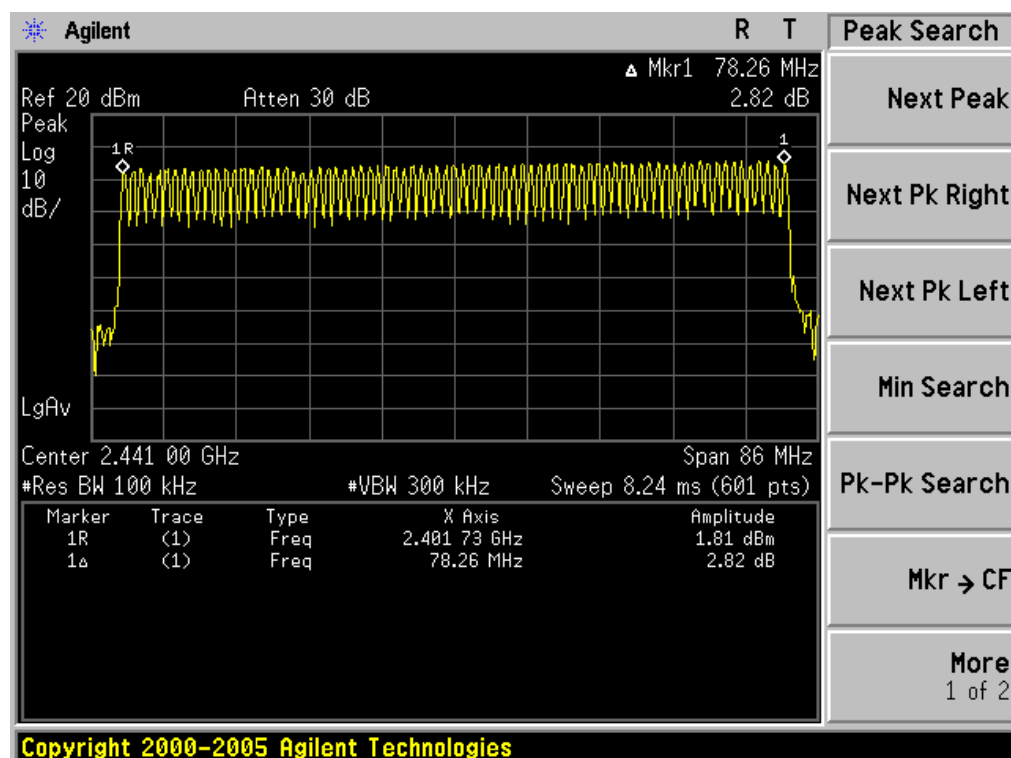 Agilent R T
Peak Search
Δ Mkr1 78.26 MHz
Ref 20 dBm Atten 30 dB 2.82 dB
Peak
Log
10
dB/
1R
1
LgAv
Center 2.441 00 GHz Span 86 MHz
#Res BW 100 kHz #VBW 300 kHz Sweep 8.24 ms (601 pts)
Marker Trace Type X Axis Amplitude
1R (1) Freq 2.401 73 GHz 1.81 dBm
1Δ (1) Freq 78.26 MHz 2.82 dB
Next Peak
Next Pk Right
Next Pk Left
Min Search
Pk-Pk Search
Mkr → CF
More
1 of 2
Copyright 2000-2005 Agilent Technologies